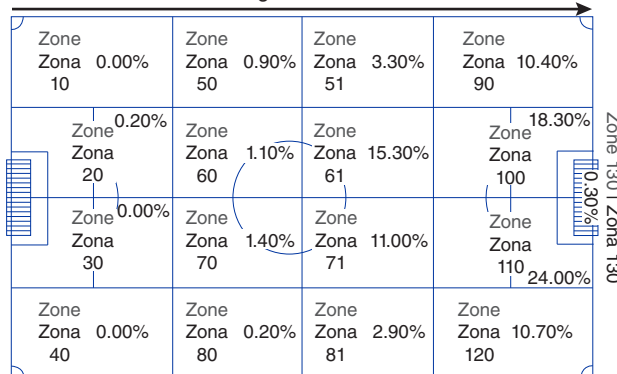 Zone
Zona 0.00%
10
Zone
Zona 0.90%
50
Zone
Zona 3.30%
51
Zone
Zona 10.40%
90
Zone 0.20%
Zona
20
Zone
Zona 1.10%
60
Zone
Zona 15.30%
61
18.30%
Zone
Zona
100
Zone 0.00%
Zona
30
Zone
Zona 1.40%
70
Zone
Zona 11.00%
71
Zone
Zona
110
24.00%
0.30%
Zone 130 | Zona 130
Zone
Zona 0.00%
40
Zone
Zona 0.20%
80
Zone
Zona 2.90%
81
Zone
Zona 10.70%
120